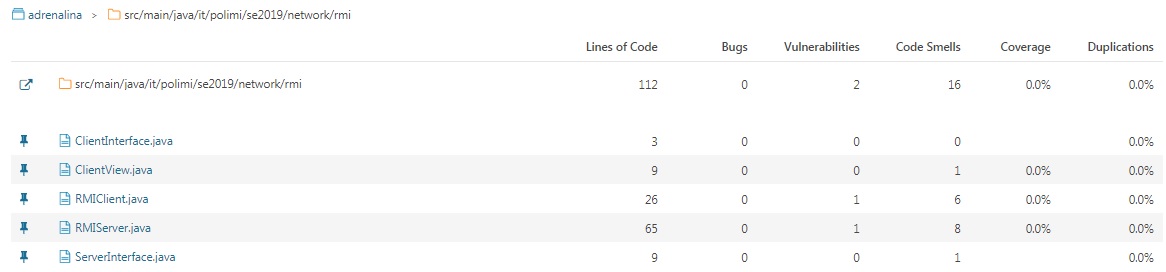 adrenalina > src/main/java/it/polimi/se2019/network/rmi
Lines of Code Bugs Vulnerabilities Code Smells Coverage Duplications
src/main/java/it/polimi/se2019/network/rmi 112 0 2 16 0.0% 0.0%
ClientInterface.java 3 0 0 0 0.0%
ClientView.java 9 0 0 1 0.0% 0.0%
RMIClient.java 26 0 1 6 0.0% 0.0%
RMIServer.java 65 0 1 8 0.0% 0.0%
ServerInterface.java 9 0 0 1 0.0%